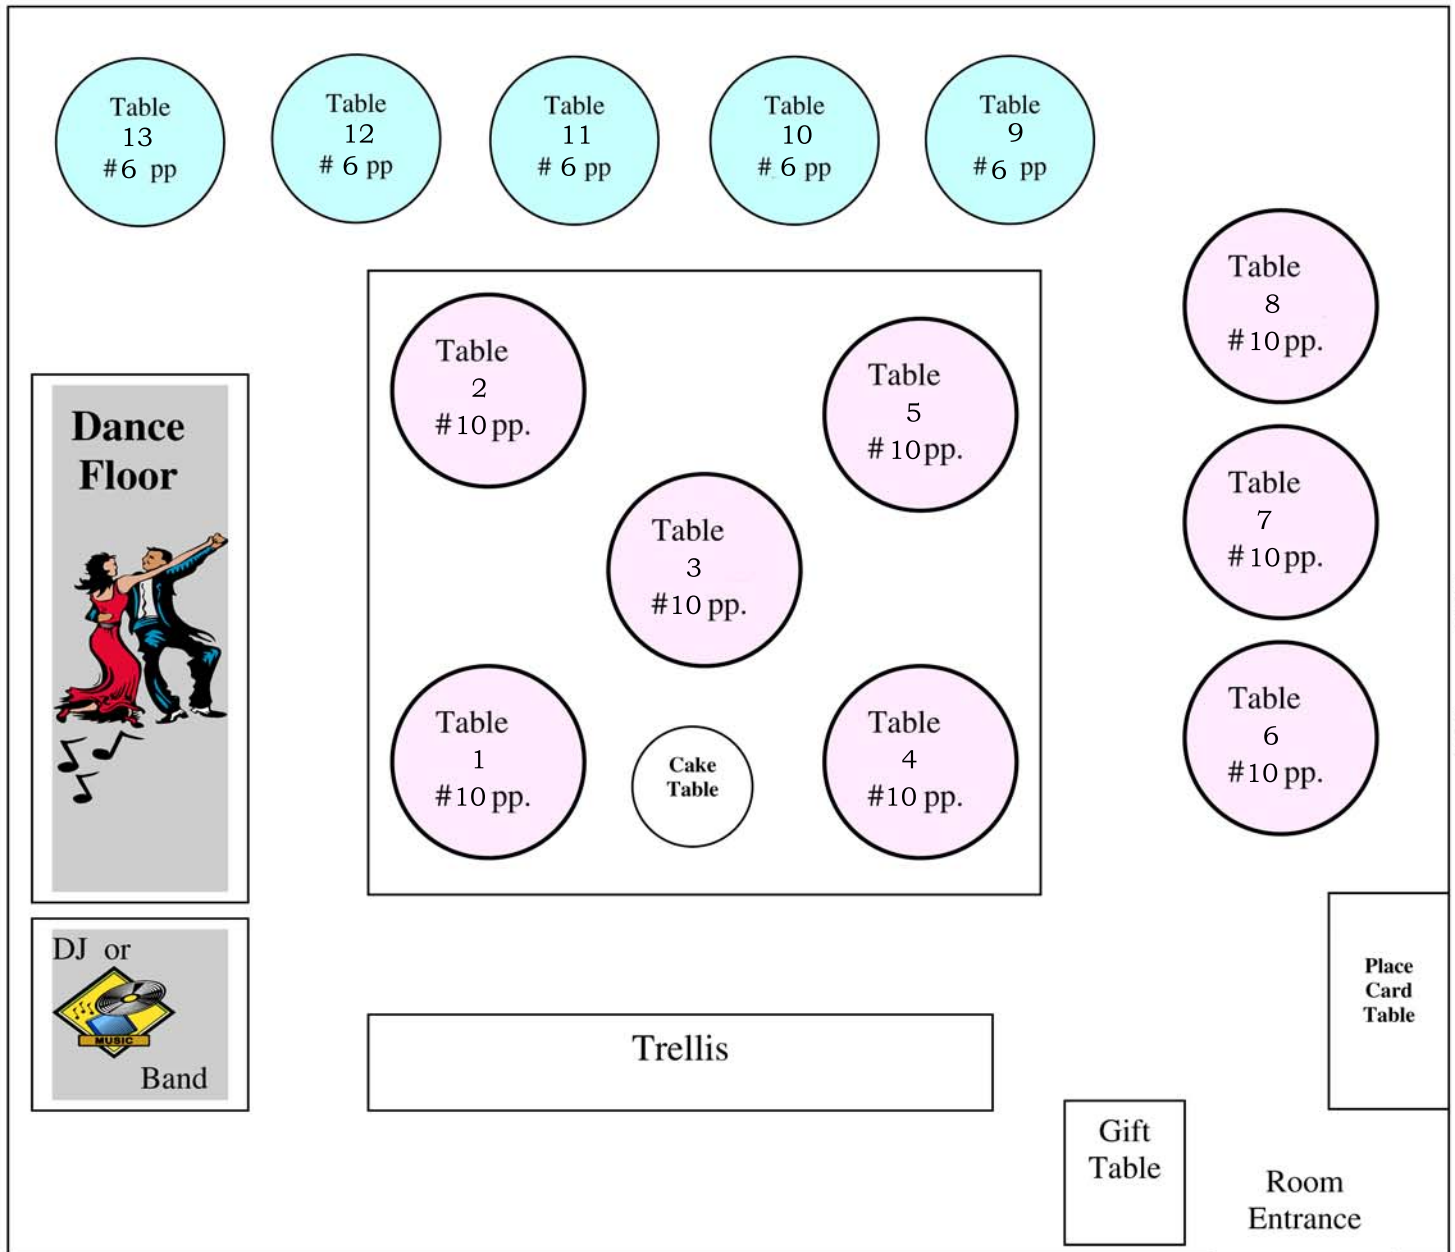 Table
13
#6 pp
Table
12
# 6 pp
Table
11
# 6 pp
Table
10
# 6 pp
Table
9
#6 pp
Table
8
#10 pp.
Table
2
#10 pp.
Table
5
#10 pp.
Dance
Floor
Table
7
#10 pp.
Table
3
#10 pp.
Table
6
#10 pp.
Table
1
#10 pp.
Cake
Table
Table
4
#10 pp.
DJ or
MUSIC
Band
Place
Card
Table
Trellis
Gift
Table
Room
Entrance